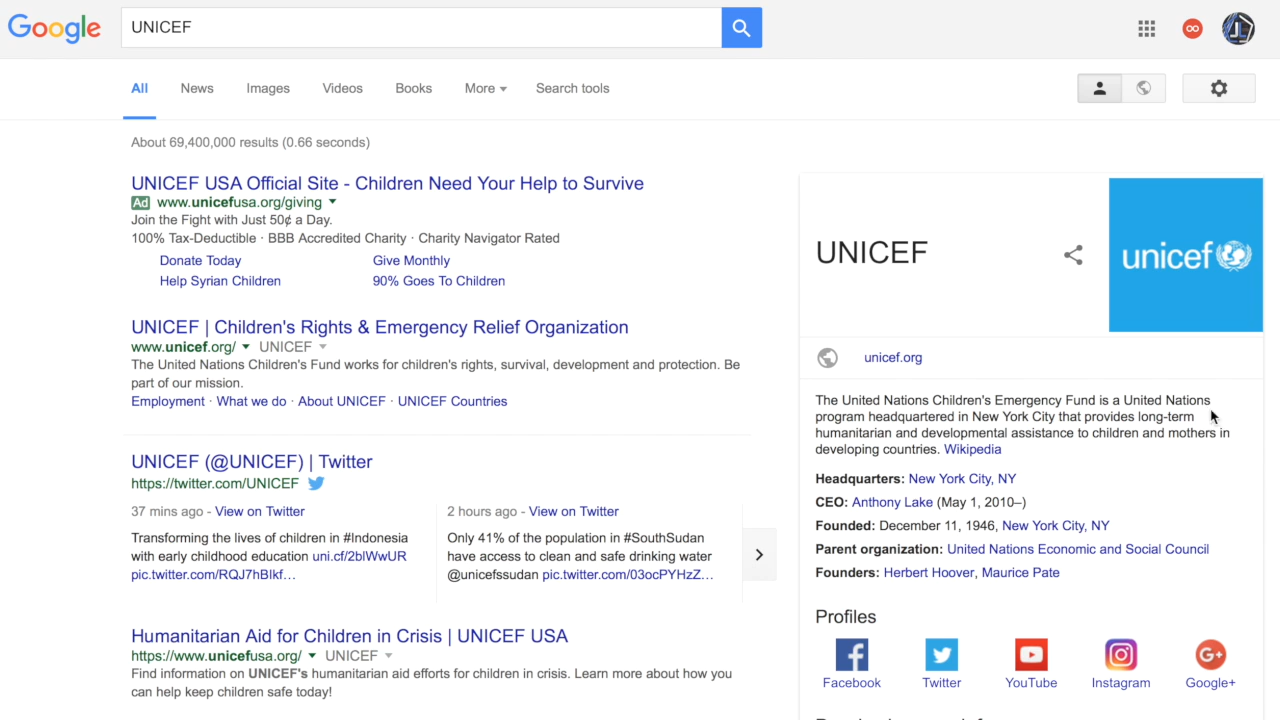 Google
UNICEF
All News Images Videos Books More Search tools
About 69,400,000 results (0.66 seconds)
UNICEF USA Official Site - Children Need Your Help to Survive
Ad www.unicefusa.org/giving
Join the Fight with Just 50¢ a Day.
100% Tax-Deductible · BBB Accredited Charity · Charity Navigator Rated
Donate Today Give Monthly
Help Syrian Children 90% Goes To Children
UNICEF | Children's Rights & Emergency Relief Organization
www.unicef.org/ UNICEF
The United Nations Children's Fund works for children's rights, survival, development and protection. Be
part of our mission.
Employment · What we do · About UNICEF · UNICEF Countries
UNICEF (@UNICEF) | Twitter
https://twitter.com/UNICEF
37 mins ago - View on Twitter
Transforming the lives of children in #Indonesia
with early childhood education uni.cf/2blWwUR
pic.twitter.com/RQJ7hBlkf…
2 hours ago - View on Twitter
Only 41% of the population in #SouthSudan
have access to clean and safe drinking water
@unicefssudan pic.twitter.com/03ocPYHzZ…
Humanitarian Aid for Children in Crisis | UNICEF USA
https://www.unicefusa.org/ UNICEF
Find information on UNICEF's humanitarian aid efforts for children in crisis. Learn more about how you
can help keep children safe today!
UNICEF
unicef
unicef.org
The United Nations Children's Emergency Fund is a United Nations
program headquartered in New York City that provides long-term
humanitarian and developmental assistance to children and mothers in
developing countries. Wikipedia
Headquarters: New York City, NY
CEO: Anthony Lake (May 1, 2010–)
Founded: December 11, 1946, New York City, NY
Parent organization: United Nations Economic and Social Council
Founders: Herbert Hoover, Maurice Pate
Profiles
Facebook Twitter YouTube Instagram Google+